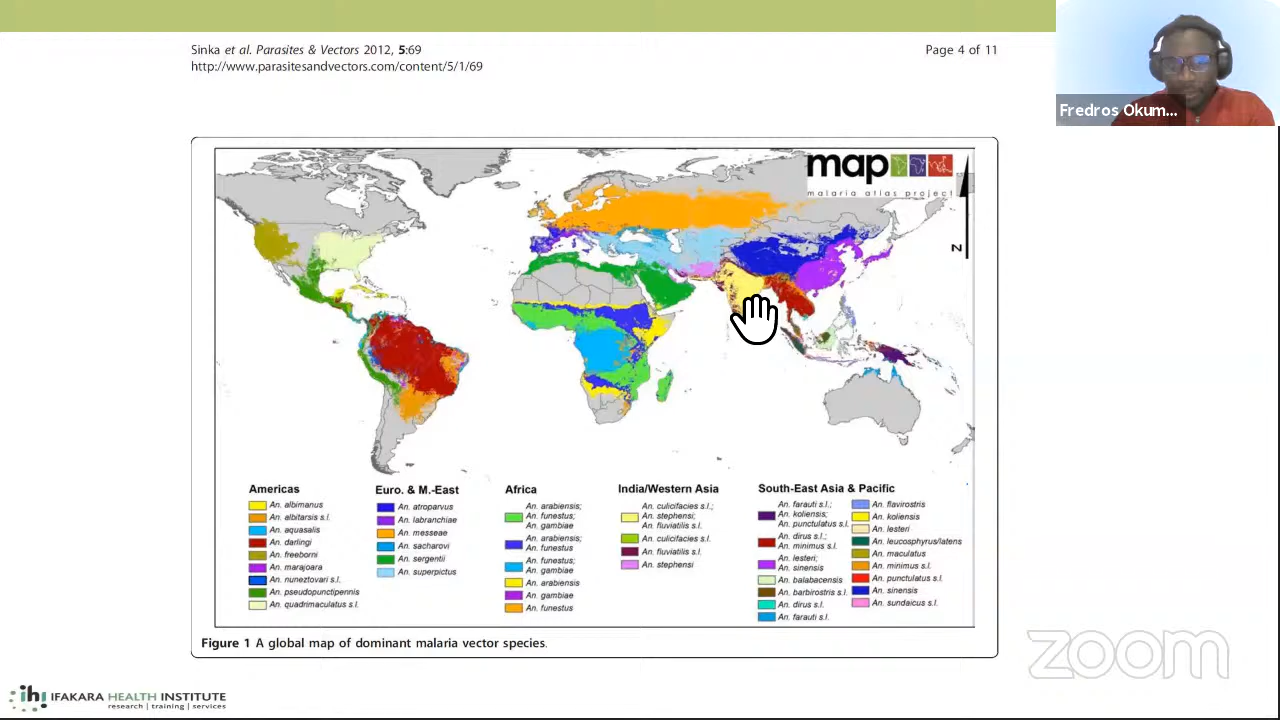 Sinka et al. Parasites & Vectors 2012, 5:69
http://www.parasitesandvectors.com/content/5/1/69
Page 4 of 11
Fredros Okum...
map
malaria atlas project
N
Americas
An. albimanus
An. albitarsis s.l.
An. aquasalis
An. darlingi
An. freeborni
An. marajoara
An. nuneztovari s.l.
An. pseudopunctipennis
An. quadrimaculatus s.l.
Euro. & M.-East
An. atroparvus
An. labranchiae
An. messeae
An. sacharovi
An. sergentii
An. superpictus
Africa
An. arabiensis;
An. funestus;
An. gambiae
An. arabiensis;
An. funestus
An. funestus;
An. gambiae
An. arabiensis
An. gambiae
An. funestus
India/Western Asia
An. culicifacies s.l.;
An. stephensi;
An. fluviatilis s.l.
An. culicifacies s.l.
An. fluviatilis s.l.
An. stephensi
South-East Asia & Pacific
An. farauti s.l.;
An. koliensis;
An. punctulatus s.l.
An. dirus s.l.;
An. minimus s.l.
An. lesteri;
An. sinensis
An. balabacensis
An. barbirostris s.l.
An. dirus s.l.
An. farauti s.l.
An. flavirostris
An. koliensis
An. lesteri
An. leucosphyrus/latens
An. maculatus
An. minimus s.l.
An. punctulatus s.l.
An. sinensis
An. sundaicus s.l.
Figure 1 A global map of dominant malaria vector species.
zoom
ihi IFAKARA HEALTH INSTITUTE
research | training | services